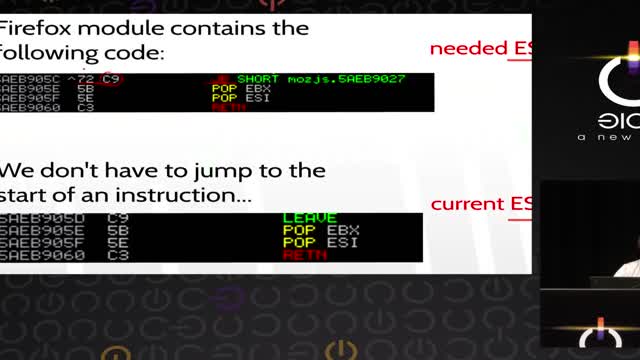 Firefox module contains the
following code:
needed ES
5AEB905C ^72 C9 SHORT mozjs.5AEB9027
5AEB905E 5B POP EBX
5AEB905F 5E POP ESI
5AEB9060 C3 RETN
We don't have to jump to the
start of an instruction...
current ES
5AEB905D C9 LEAVE
5AEB905E 5B POP EBX
5AEB905F 5E POP ESI
5AEB9060 C3 RETN
a new